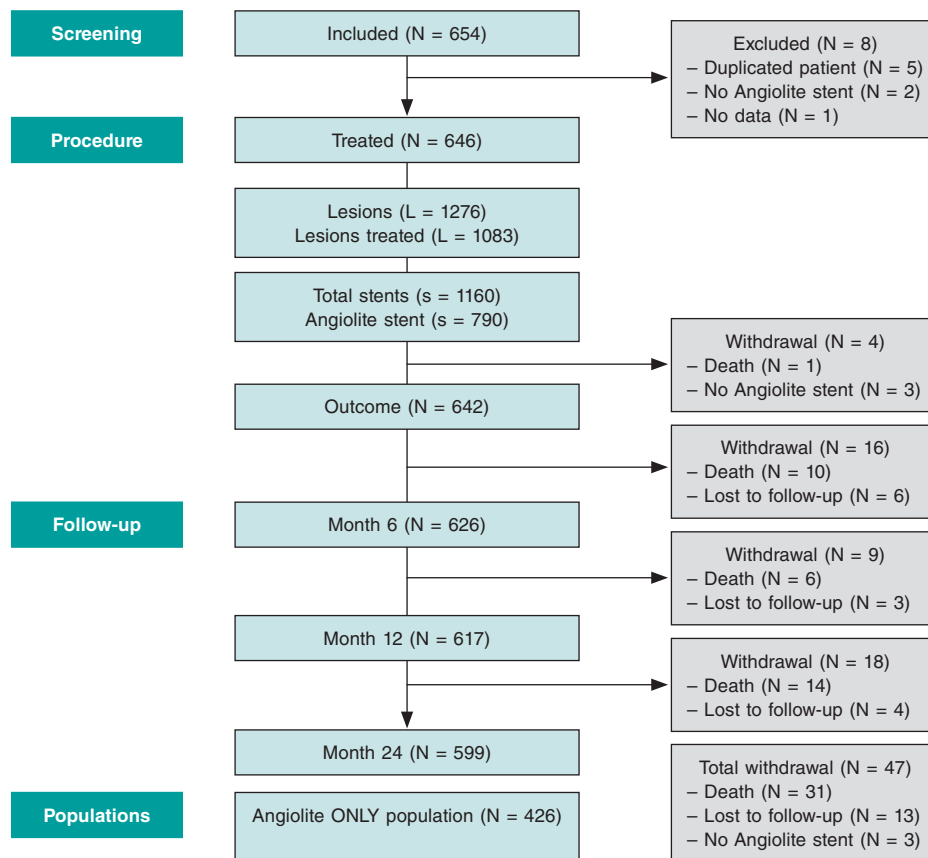 Screening
Included (N = 654)
Excluded (N = 8)
– Duplicated patient (N = 5)
– No Angiolite stent (N = 2)
– No data (N = 1)
Procedure
Treated (N = 646)
Lesions (L = 1276)
Lesions treated (L = 1083)
Total stents (s = 1160)
Angiolite stent (s = 790)
Withdrawal (N = 4)
– Death (N = 1)
– No Angiolite stent (N = 3)
Outcome (N = 642)
Withdrawal (N = 16)
– Death (N = 10)
– Lost to follow-up (N = 6)
Follow-up
Month 6 (N = 626)
Withdrawal (N = 9)
– Death (N = 6)
– Lost to follow-up (N = 3)
Month 12 (N = 617)
Withdrawal (N = 18)
– Death (N = 14)
– Lost to follow-up (N = 4)
Month 24 (N = 599)
Total withdrawal (N = 47)
– Death (N = 31)
– Lost to follow-up (N = 13)
– No Angiolite stent (N = 3)
Populations
Angiolite ONLY population (N = 426)